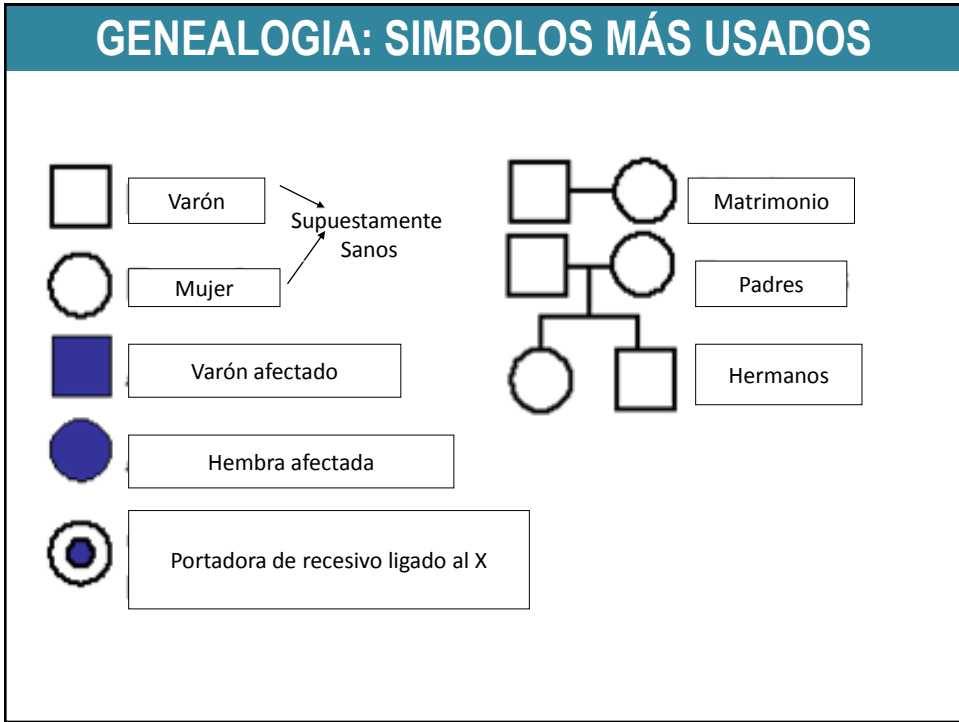 GENEALOGIA: SIMBOLOS MÁS USADOS
Varón
Supuestamente
Sanos
Mujer
Varón afectado
Hembra afectada
Portadora de recesivo ligado al X
Matrimonio
Padres
Hermanos